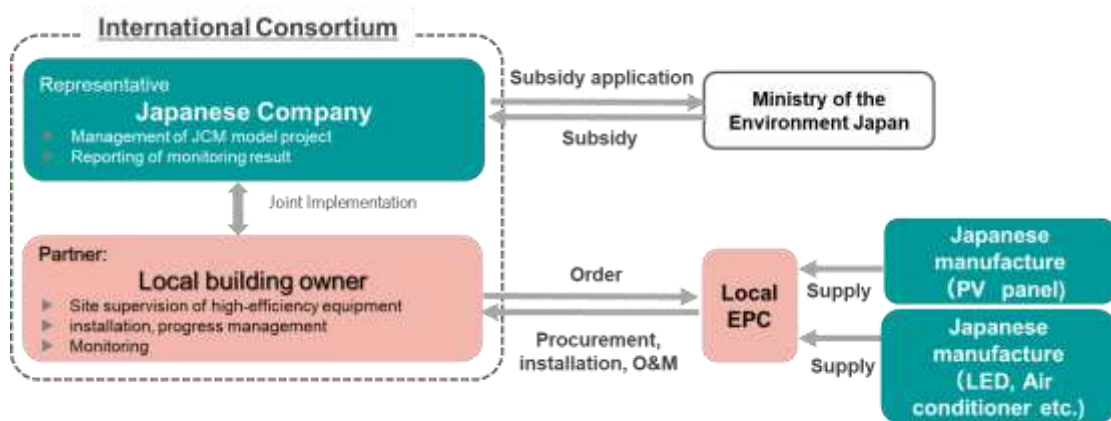 International Consortium
Representative
Japanese Company
Management of JCM model project
Reporting of monitoring result
Joint Implementation
Partner:
Local building owner
Site supervision of high-efficiency equipment
installation, progress management
Monitoring
Subsidy application
Subsidy
Ministry of the
Environment Japan
Order
Procurement,
installation, O&M
Local
EPC
Supply
Supply
Japanese
manufacture
(PV panel)
Japanese
manufacture
(LED, Air
conditioner etc.)